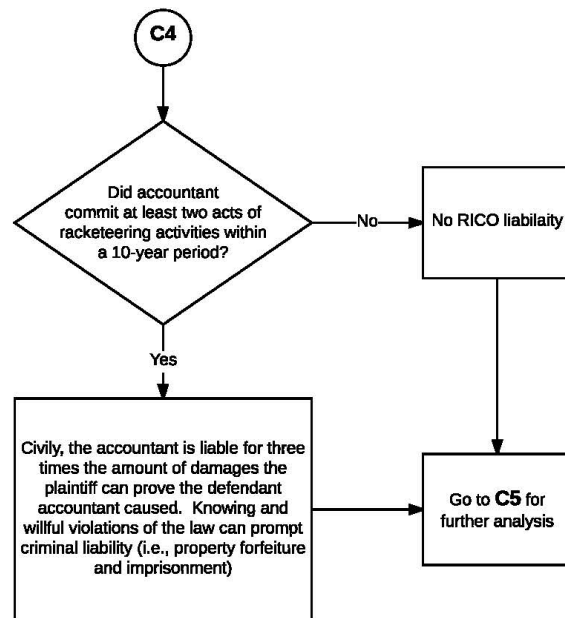 C4
Did accountant
commit at least two acts of
racketeering activities within
a 10-year period?
No
No RICO liabilaity
Yes
Civily, the accountant is liable for three
times the amount of damages the
plaintiff can prove the defendant
accountant caused.  Knowing and
willful violations of the law can prompt
criminal liability (i.e., property forfeiture
and imprisonment)
Go to C5 for
further analysis